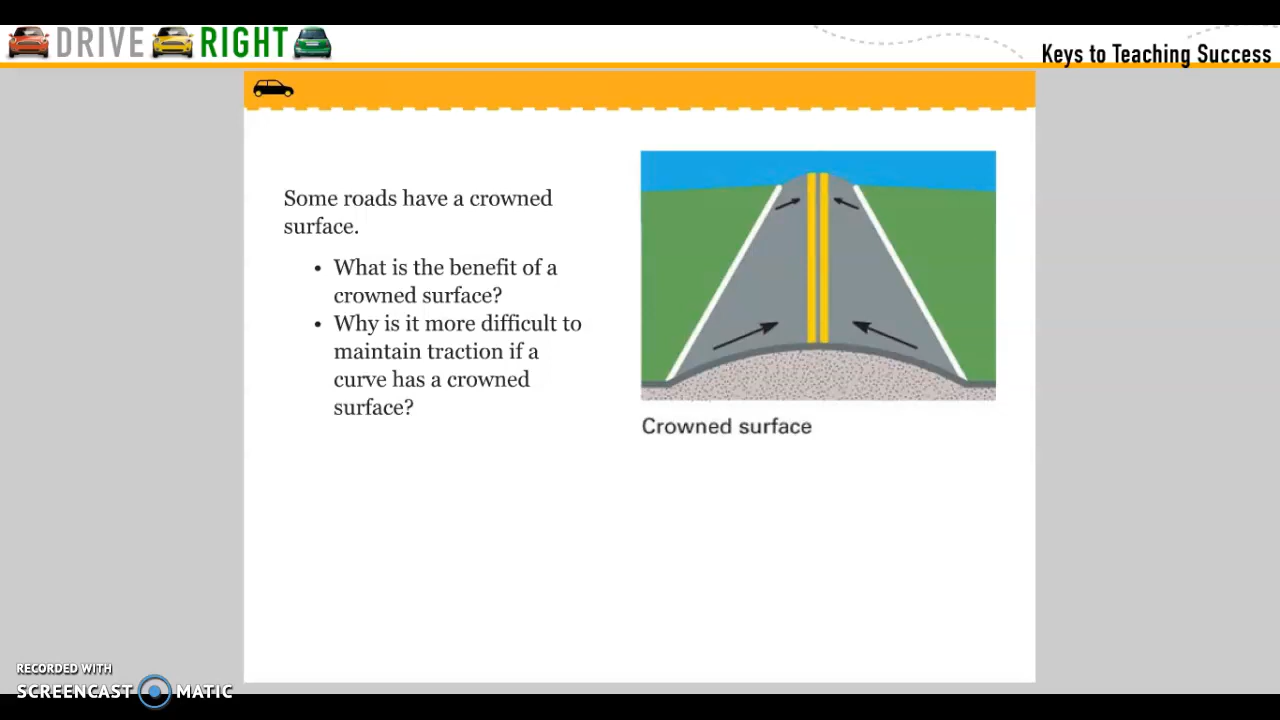 DRIVE RIGHT
Keys to Teaching Success
Some roads have a crowned
surface.
• What is the benefit of a
crowned surface?
• Why is it more difficult to
maintain traction if a
curve has a crowned
surface?
Crowned surface
RECORDED WITH
SCREENCAST MATIC